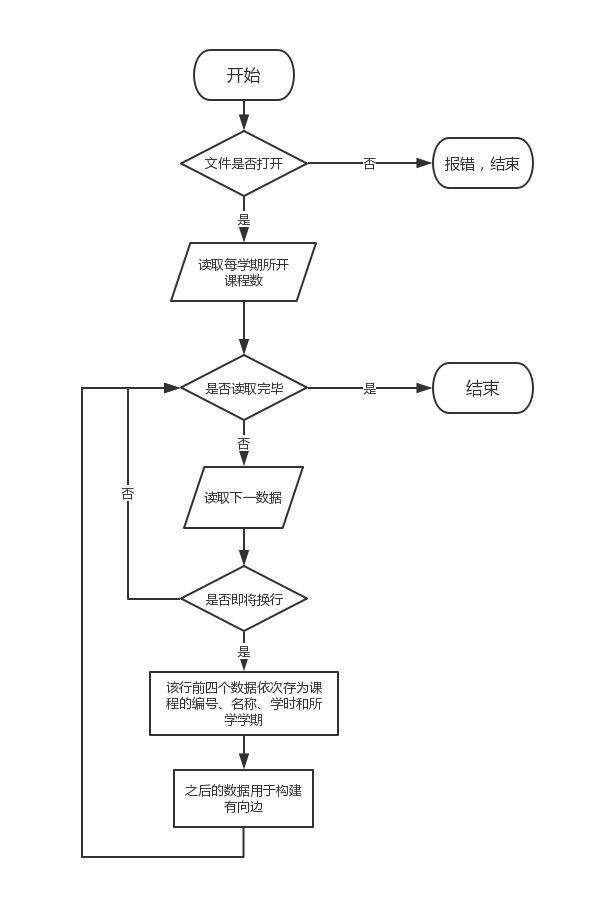 开始
文件是否打开
否
报错，结束
是
读取每学期所开
课程数
是否读取完毕
是
结束
否
否
读取下一数据
是否即将换行
是
该行前四个数据依次存为课
程的编号、名称、学时和所
学学期
之后的数据用于构建
有向边